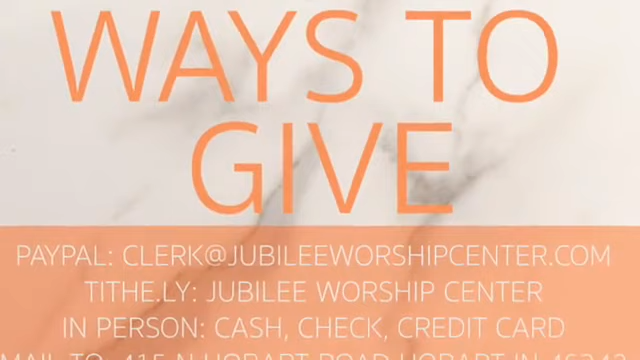 WAYS TO
GIVE
PAYPAL: CLERK@JUBILEEWORSHIPCENTER.COM
TITHE.LY: JUBILEE WORSHIP CENTER
IN PERSON: CASH, CHECK, CREDIT CARD
MAIL TO: 415 N HOBART ROAD HOBART IN